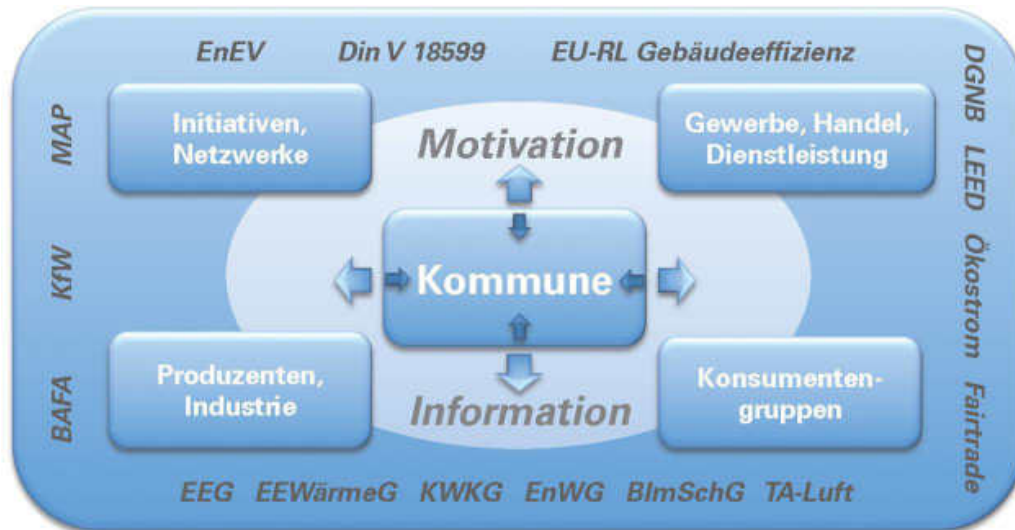 EnEV Din V 18599 EU-RL Gebäudeeffizienz
MAP
KfW
BAFA
Initiativen,
Netzwerke
Motivation
Gewerbe, Handel,
Dienstleistung
Kommune
Produzenten,
Industrie
Information
Konsumenten-
gruppen
DGNB
LEED
Ökostrom
Fairtrade
EEG EEWärmeG KWKG EnWG BImSchG TA-Luft